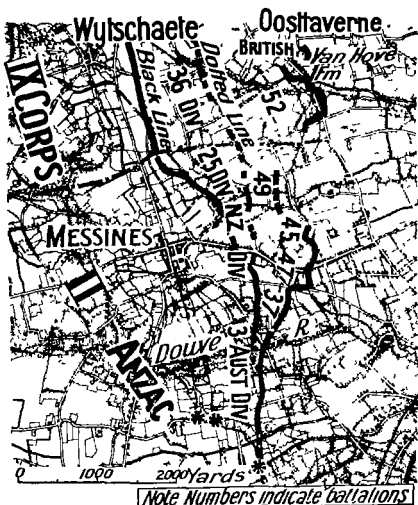 Wytschaete
Oosttaverne
BRITISH
Van Hove Fm
IX CORPS
Black Line
Dotted Line
36 DIV
52
25 DIV
49
N.Z. DIV
MESSINES
45
47
37
II ANZAC
Douve
R.
3 AUST DIV
0 1000 2000 Yards
Note Numbers indicate battalions